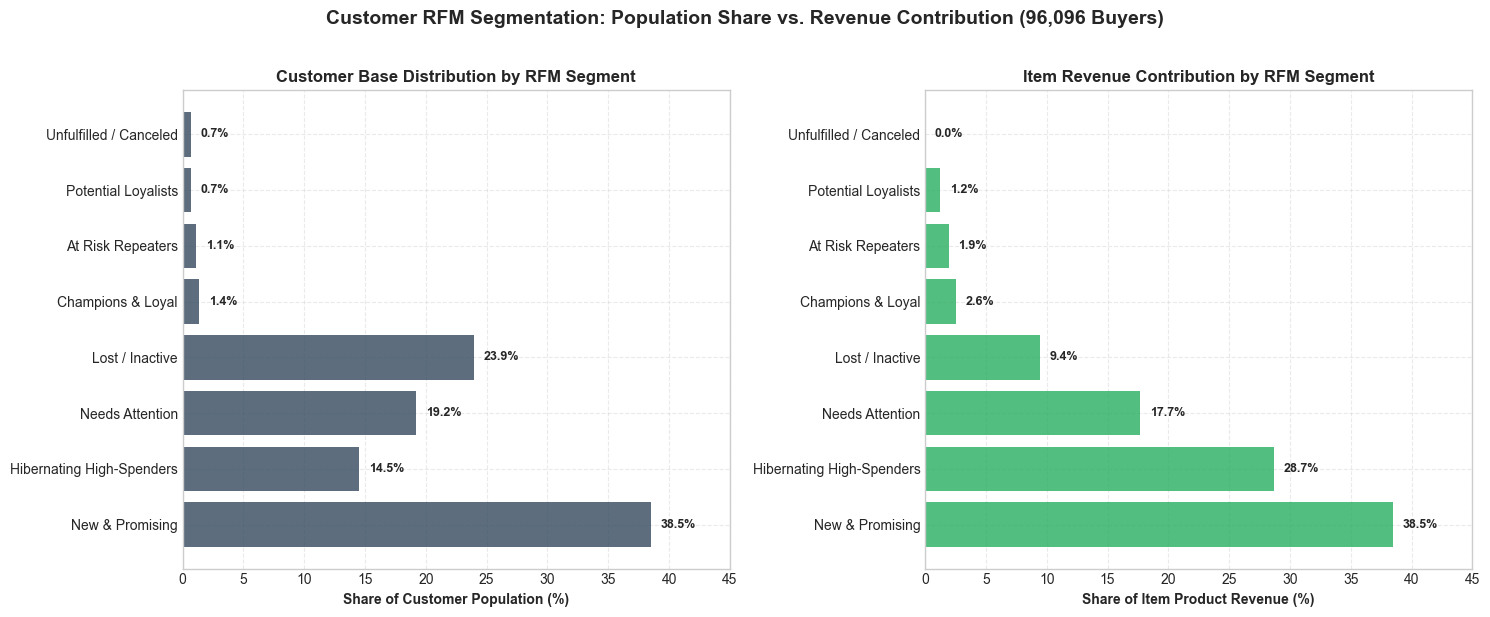 Customer RFM Segmentation: Population Share vs. Revenue Contribution (96,096 Buyers)
Customer Base Distribution by RFM Segment
Unfulfilled / Canceled 0.7%
Potential Loyalists 0.7%
At Risk Repeaters 1.1%
Champions & Loyal 1.4%
Lost / Inactive 23.9%
Needs Attention 19.2%
Hibernating High-Spenders 14.5%
New & Promising 38.5%
0 5 10 15 20 25 30 35 40 45
Share of Customer Population (%)
Item Revenue Contribution by RFM Segment
Unfulfilled / Canceled 0.0%
Potential Loyalists 1.2%
At Risk Repeaters 1.9%
Champions & Loyal 2.6%
Lost / Inactive 9.4%
Needs Attention 17.7%
Hibernating High-Spenders 28.7%
New & Promising 38.5%
0 5 10 15 20 25 30 35 40 45
Share of Item Product Revenue (%)